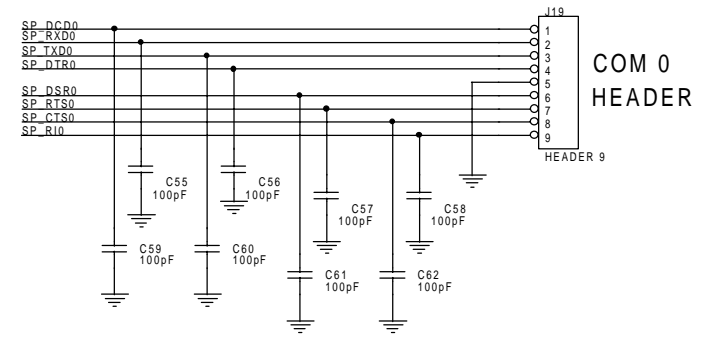 J19
SP_DCD0
SP_RXD0
SP_TXD0
SP_DTR0
SP_DSR0
SP_RTS0
SP_CTS0
SP_RI0
1
2
3
4
5
6
7
8
9
COM 0
HEADER
HEADER 9
C55
100pF
C56
100pF
C57
100pF
C58
100pF
C59
100pF
C60
100pF
C61
100pF
C62
100pF